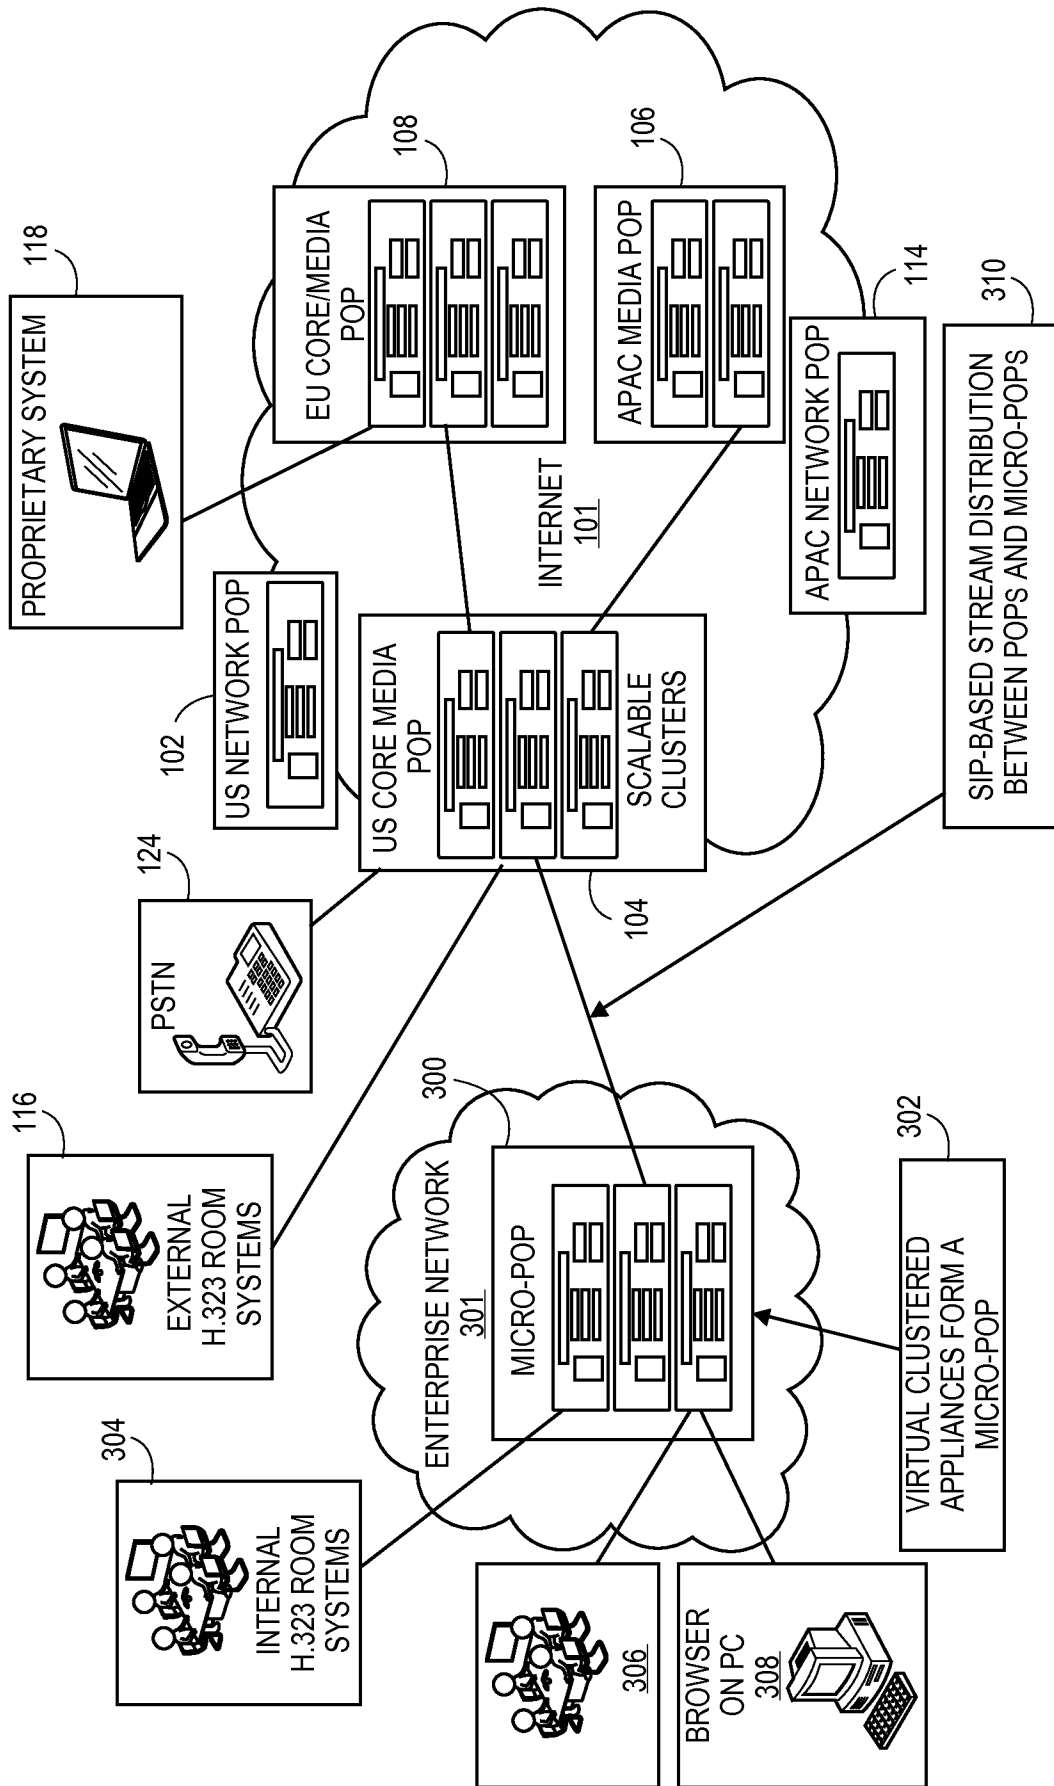 304
INTERNAL
H.323 ROOM
SYSTEMS
116
EXTERNAL
H.323 ROOM
SYSTEMS
124
PSTN
102
US NETWORK POP
118
PROPRIETARY SYSTEM
306
BROWSER
ON PC
308
ENTERPRISE NETWORK
301
300
MICRO-POP
302
VIRTUAL CLUSTERED
APPLIANCES FORM A
MICRO-POP
US CORE MEDIA
POP
SCALABLE
CLUSTERS
104
INTERNET
101
EU CORE/MEDIA
POP
108
APAC MEDIA POP
106
APAC NETWORK POP
114
310
SIP-BASED STREAM DISTRIBUTION
BETWEEN POPS AND MICRO-POPS